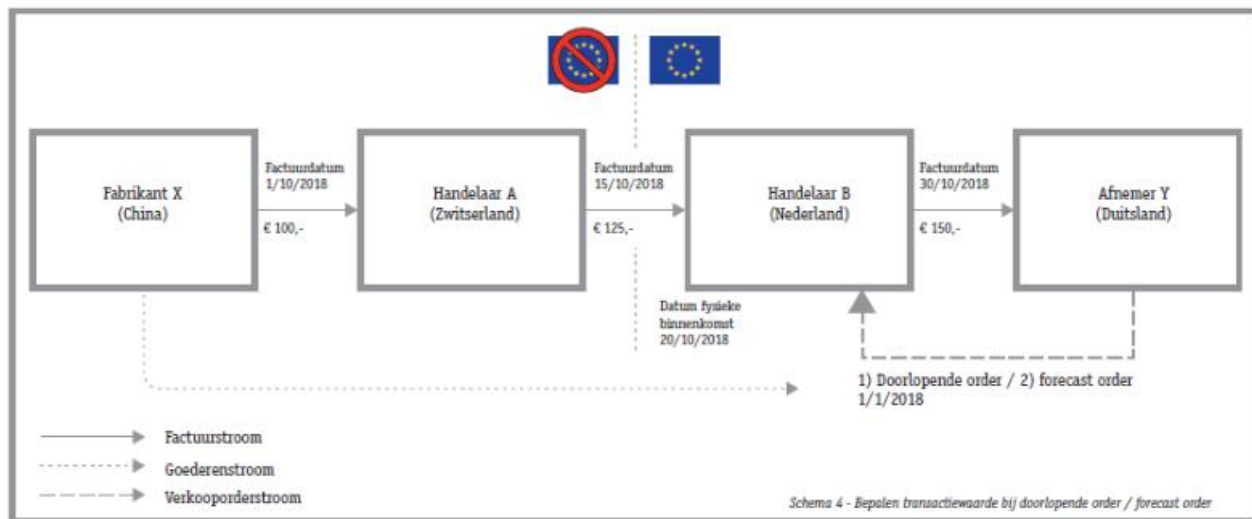 Fabrikant X
(China)
Factuurdatum
1/10/2018
€ 100,-
Handelaar A
(Zwitserland)
Factuurdatum
15/10/2018
€ 125,-
Handelaar B
(Nederland)
Factuurdatum
30/10/2018
€ 150,-
Afnemer Y
(Duitsland)
Datum fysieke
binnenkomst
20/10/2018
1) Doorlopende order / 2) forecast order
1/1/2018
Factuurstroom
Goederenstroom
Verkooporderstroom
Schema 4 - Bepalen transactiewaarde bij doorlopende order / forecast order